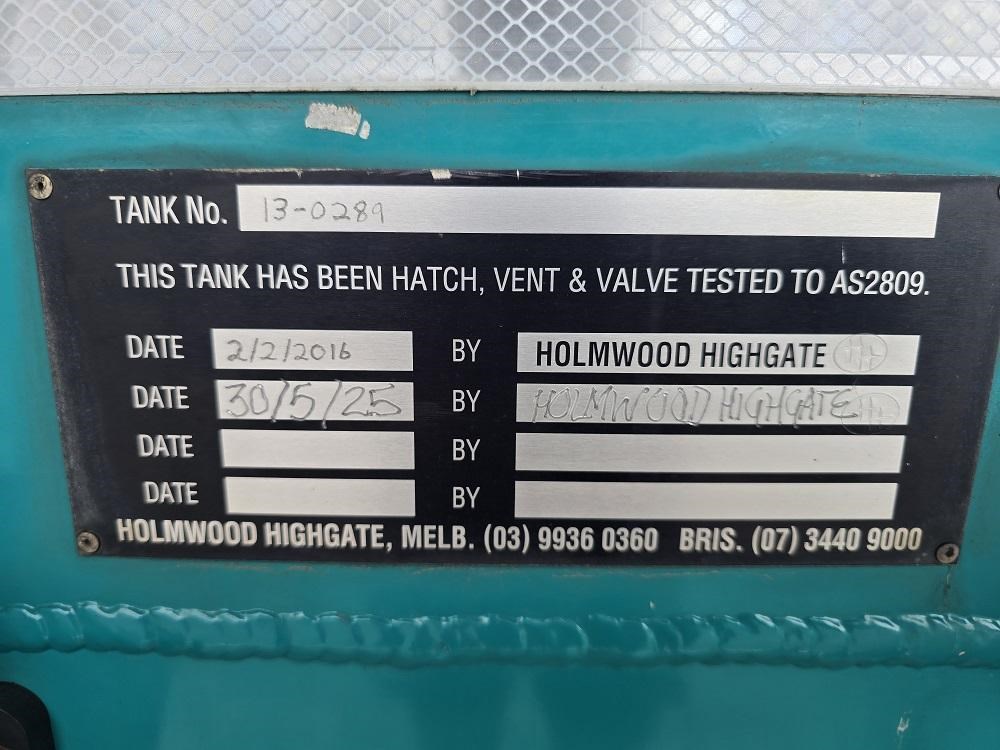 TANK No. 13-0289
THIS TANK HAS BEEN HATCH, VENT & VALVE TESTED TO AS2809.
DATE 2/2/2016 BY HOLMWOOD HIGHGATE HH
DATE 30/5/25 BY HOLMWOOD HIGHGATE HH
DATE BY
DATE BY
HOLMWOOD HIGHGATE, MELB. (03) 9936 0360 BRIS. (07) 3440 9000